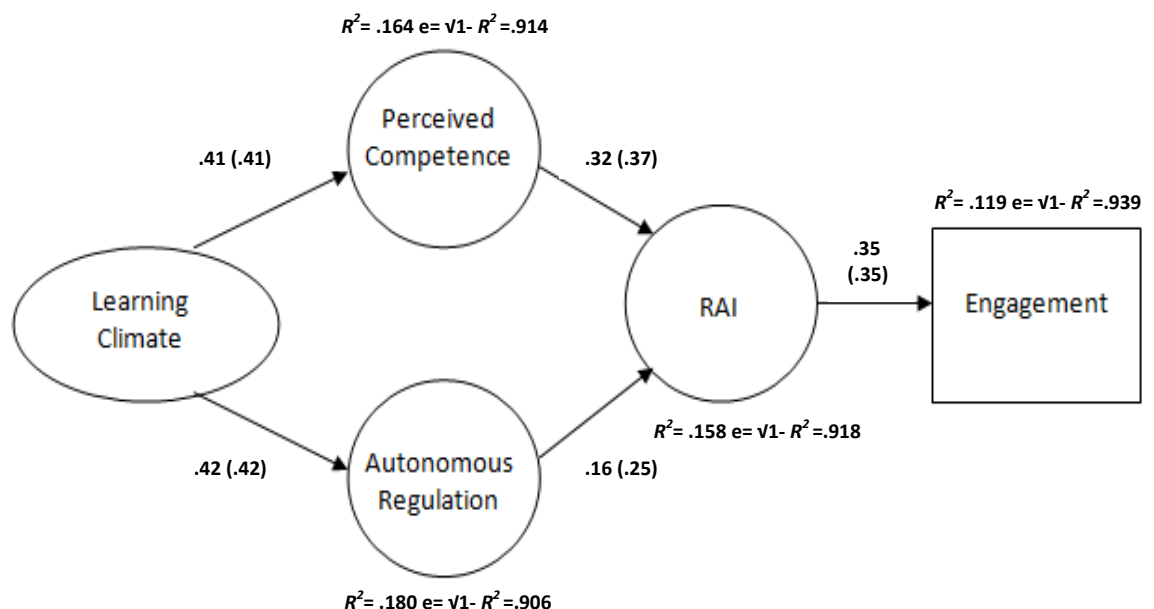 R²= .164 e= √1- R²=.914
Perceived
Competence
.41 (.41)
.32 (.37)
R²= .119 e= √1- R²=.939
.35
(.35)
Learning
Climate
RAI
Engagement
R²= .158 e= √1- R²=.918
.42 (.42)
Autonomous
Regulation
.16 (.25)
R²= .180 e= √1- R²=.906